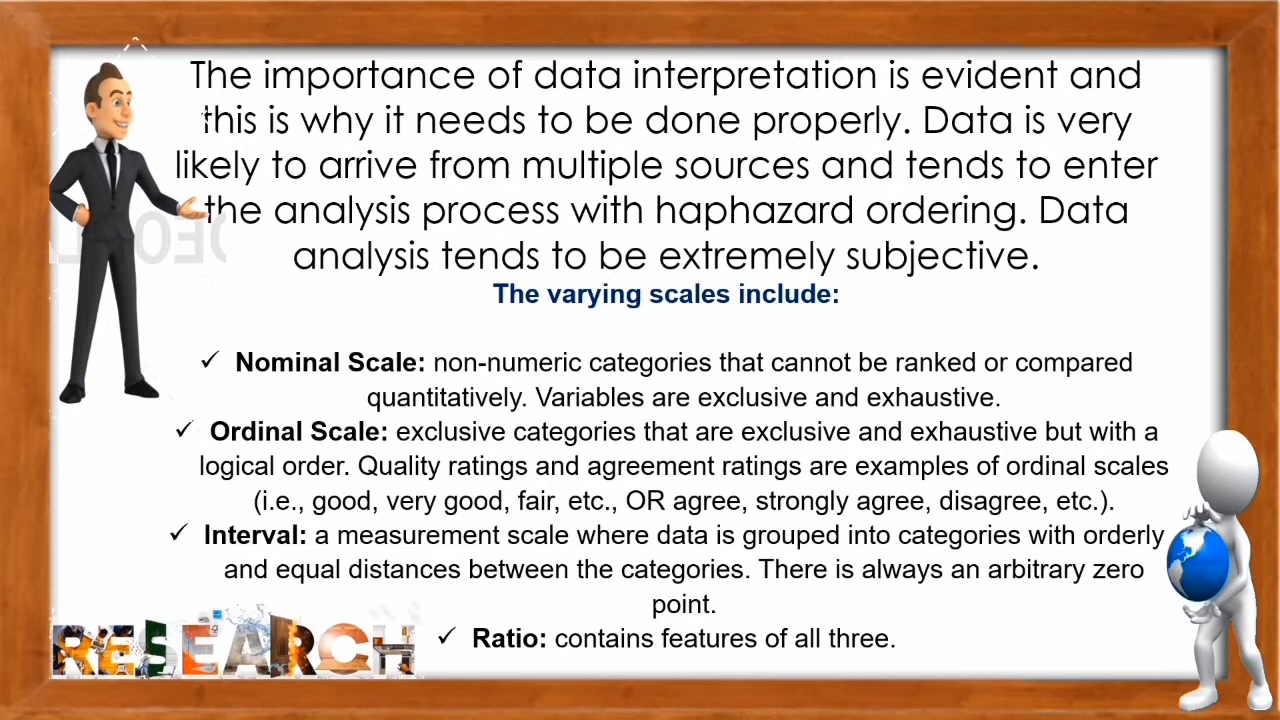 The importance of data interpretation is evident and
this is why it needs to be done properly. Data is very
likely to arrive from multiple sources and tends to enter
the analysis process with haphazard ordering. Data
analysis tends to be extremely subjective.
The varying scales include:
✓ Nominal Scale: non-numeric categories that cannot be ranked or compared
quantitatively. Variables are exclusive and exhaustive.
✓ Ordinal Scale: exclusive categories that are exclusive and exhaustive but with a
logical order. Quality ratings and agreement ratings are examples of ordinal scales
(i.e., good, very good, fair, etc., OR agree, strongly agree, disagree, etc.).
✓ Interval: a measurement scale where data is grouped into categories with orderly
and equal distances between the categories. There is always an arbitrary zero
point.
✓ Ratio: contains features of all three.
RESEARCH